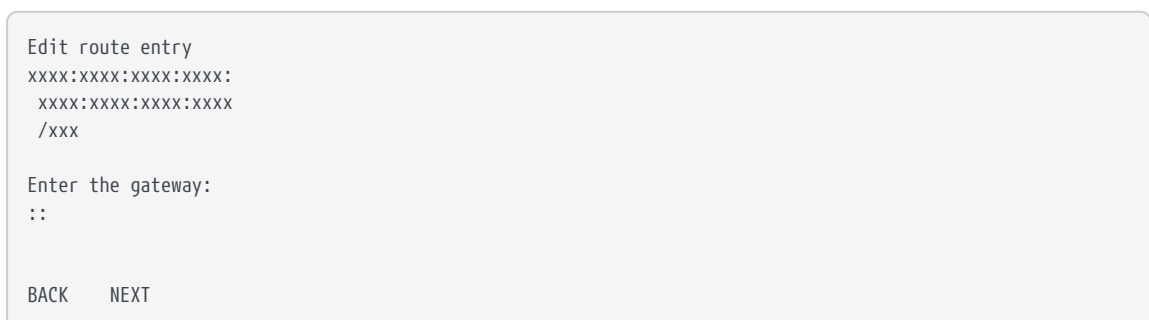 Edit route entry
xxxx:xxxx:xxxx:xxxx:
xxxx:xxxx:xxxx:xxxx
/xxx
Enter the gateway:
::
BACK NEXT